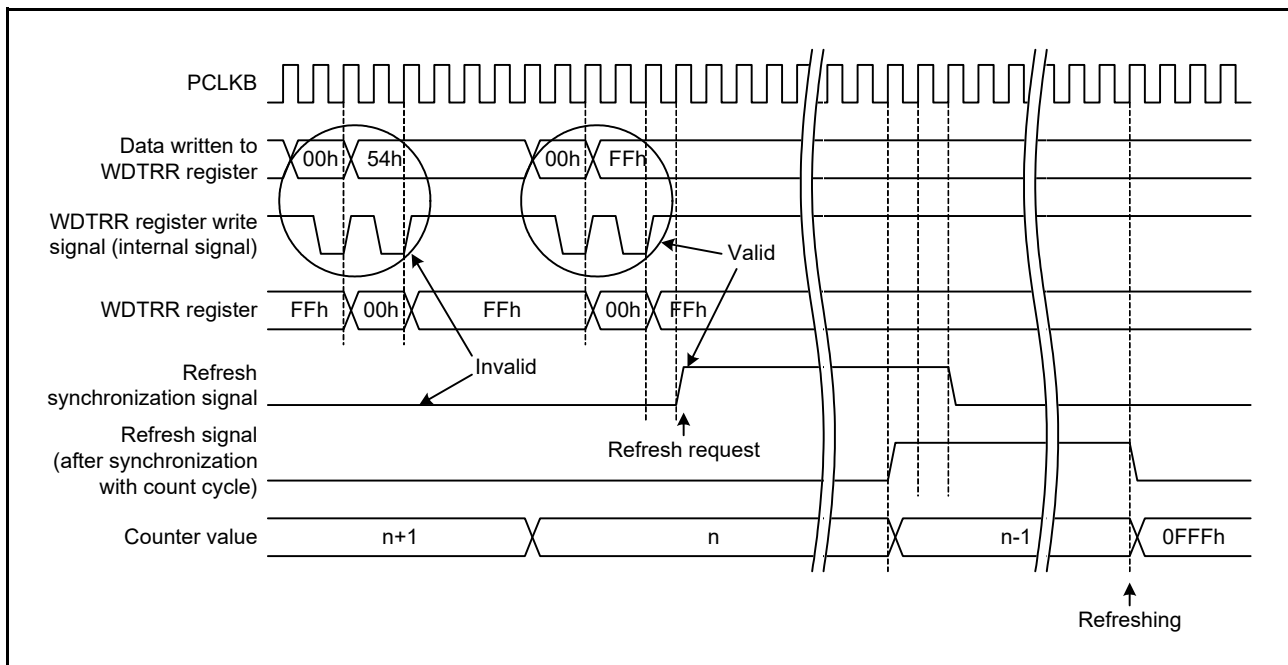 PCLKB
Data written to
WDTRR register
00h
54h
00h
FFh
WDTRR register write
signal (internal signal)
Valid
WDTRR register
FFh
00h
FFh
00h
FFh
Invalid
Refresh
synchronization signal
Refresh request
Refresh signal
(after synchronization
with count cycle)
Counter value
n+1
n
n-1
0FFFh
Refreshing